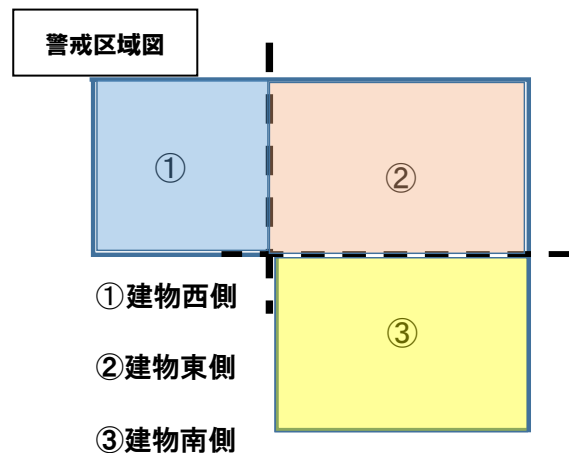 警戒区域図
①
②
①建物西側
③
②建物東側
③建物南側